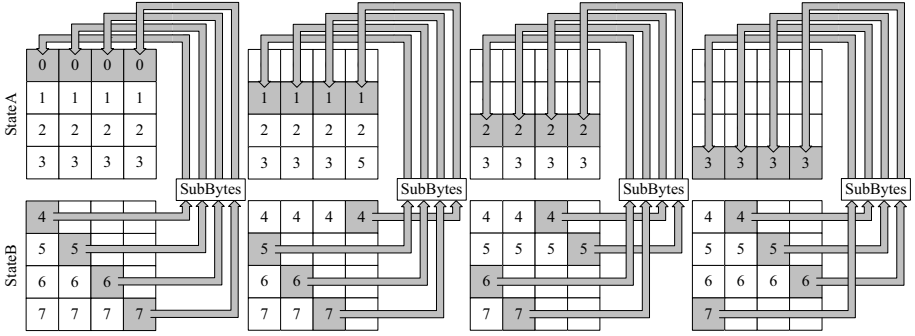 StateA
0 0 0 0
1 1 1 1
2 2 2 2
3 3 3 3
1 1 1 1
2 2 2 2
3 3 3 5
2 2 2 2
3 3 3 3
3 3 3 3
SubBytes SubBytes SubBytes SubBytes
StateB
4
5 5
6 6 6
7 7 7 7
4 4 4 4
5
6 6
7 7 7
4 4 4
5 5 5 5
6
7 7
4 4
5 5 5
6 6 6 6
7